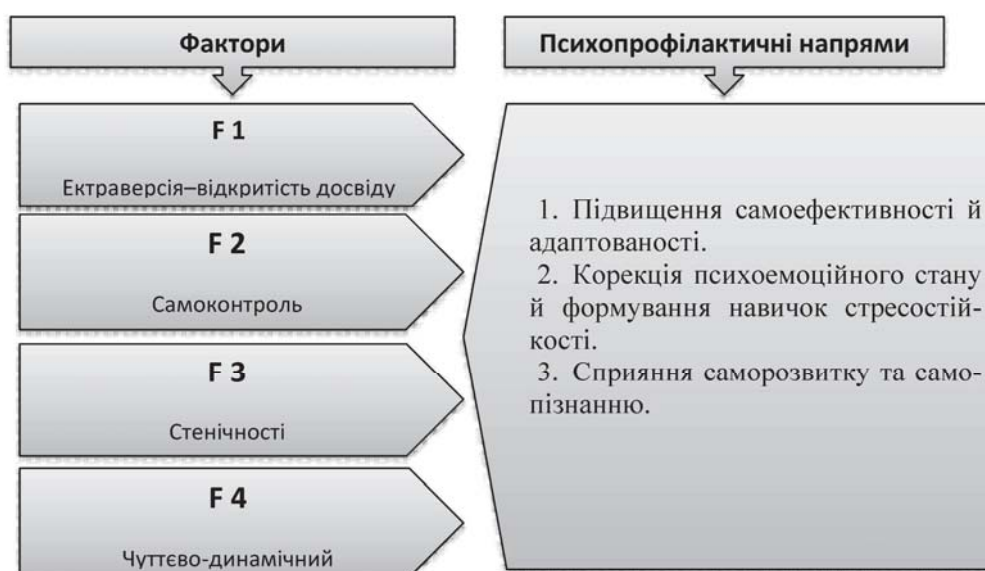 Фактори
F 1
Ектраверсія–відкритість досвіду
F 2
Самоконтроль
F 3
Стенічності
F 4
Чуттєво-динамічний
Психопрофілактичні напрями
1. Підвищення самоефективності й
адаптованості.
2. Корекція психоемоційного стану
й формування навичок стресостій-
кості.
3. Сприяння саморозвитку та само-
пізнанню.